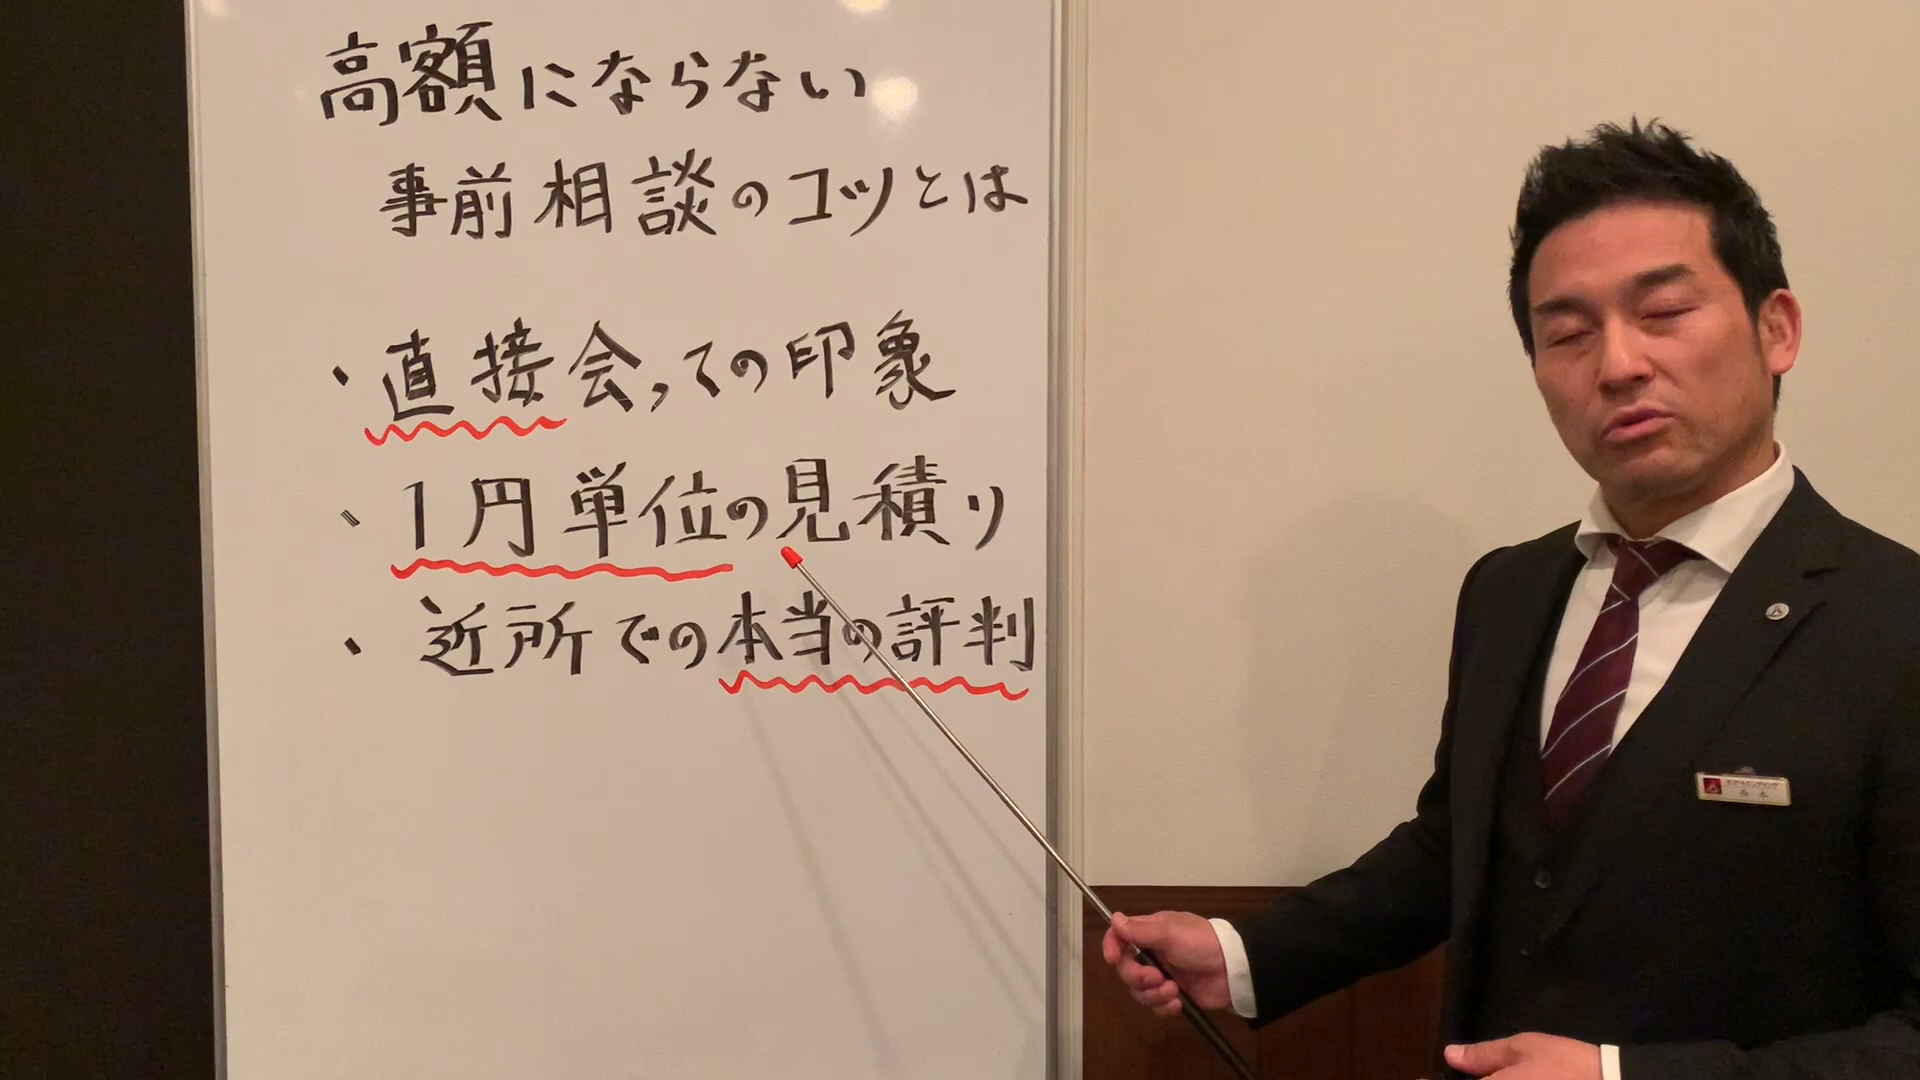 高額にならない
事前相談のコツとは
・直接会っての印象
・1円単位の見積り
・近所での本当の評判